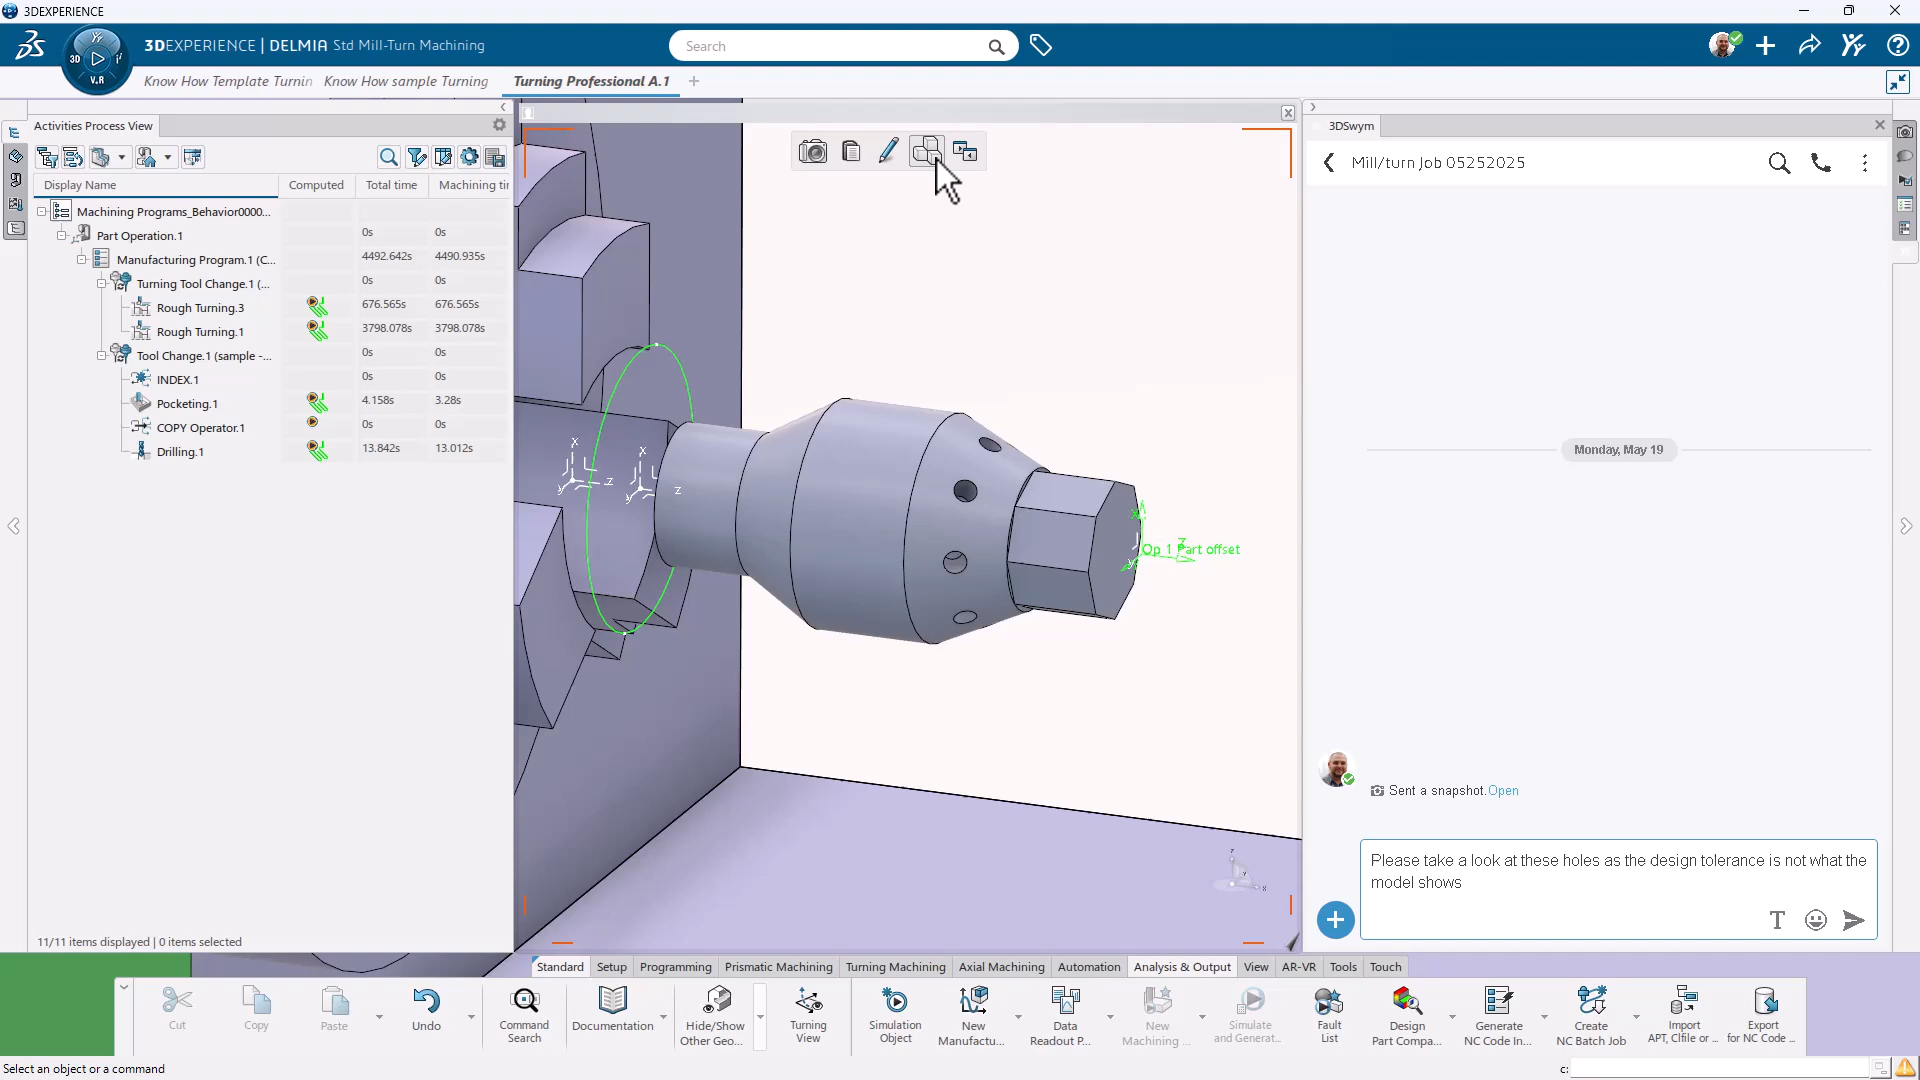 3DEXPERIENCE
3DEXPERIENCE | DELMIA Std Mill-Turn Machining
Search
3D
V.R
Know How Template Turnin
Know How sample Turning
Turning Professional A.1
Activities Process View
Display Name
Computed
Total time
Machining tir
Machining Programs_Behavior0000...
Part Operation.1
0s
0s
Manufacturing Program.1 (C...
4492.642s
4490.935s
Turning Tool Change.1 (...
0s
0s
Rough Turning.3
676.565s
676.565s
Rough Turning.1
3798.078s
3798.078s
Tool Change.1 (sample -...
0s
0s
INDEX.1
0s
0s
Pocketing.1
4.158s
3.28s
COPY Operator.1
0s
0s
Drilling.1
13.842s
13.012s
11/11 items displayed | 0 items selected
x
y
z
x
y
z
Op 1 Part offset
3DSwym
Mill/turn Job 05252025
Monday, May 19
Sent a snapshot.Open
Please take a look at these holes as the design tolerance is not what the
model shows
Standard
Setup
Programming
Prismatic Machining
Turning Machining
Axial Machining
Automation
Analysis & Output
View
AR-VR
Tools
Touch
Cut
Copy
Paste
Undo
Command
Search
Documentation
Hide/Show
Other Geo...
Turning
View
Simulation
Object
New
Manufactu...
Data
Readout P...
New
Machining ...
Simulate
and Generat...
Fault
List
Design
Part Compa...
Generate
NC Code In...
Create
NC Batch Job
Import
APT, Clfile or ...
Export
for NC Code ...
Select an object or a command
c: